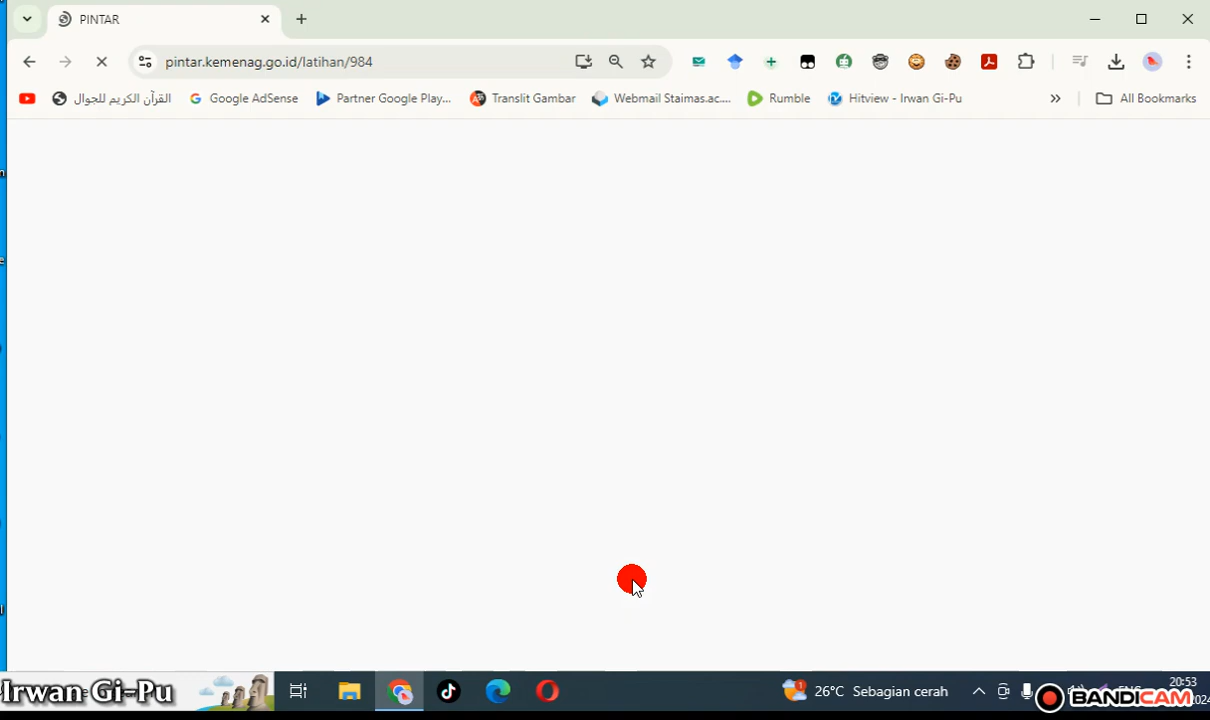 PINTAR
pintar.kemenag.go.id/latihan/984
القرآن الكريم للجوال
Google AdSense
Partner Google Play...
Translit Gambar
Webmail Staimas.ac....
Rumble
Hitview - Irwan Gi-Pu
All Bookmarks
Irwan Gi-Pu
26°C Sebagian cerah
20:53
BANDICAM